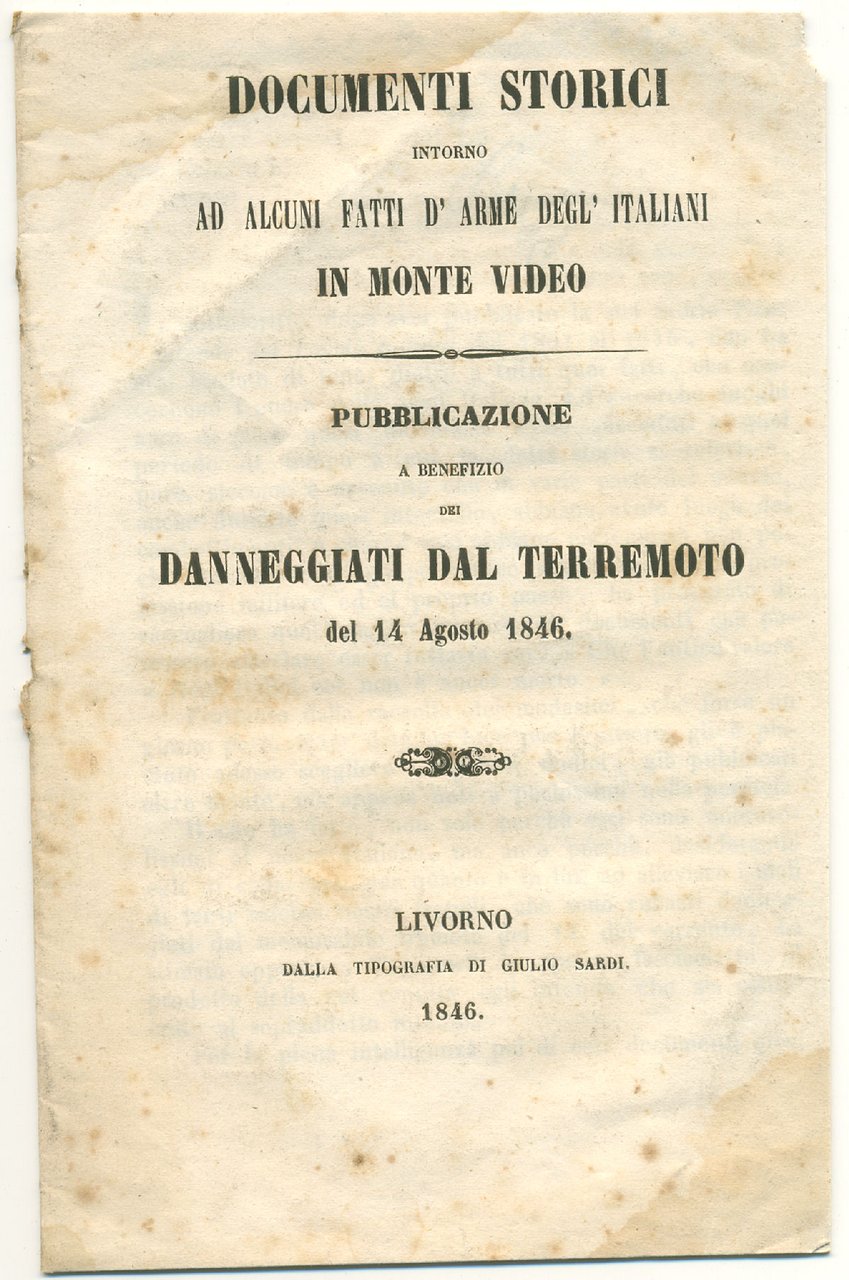 DOCUMENTI STORICI
INTORNO
AD ALCUNI FATTI D' ARME DEGL' ITALIANI
IN MONTE VIDEO
PUBBLICAZIONE
A BENEFIZIO
DEI
DANNEGGIATI DAL TERREMOTO
del 14 Agosto 1846.
LIVORNO
DALLA TIPOGRAFIA DI GIULIO SARDI.
1846.